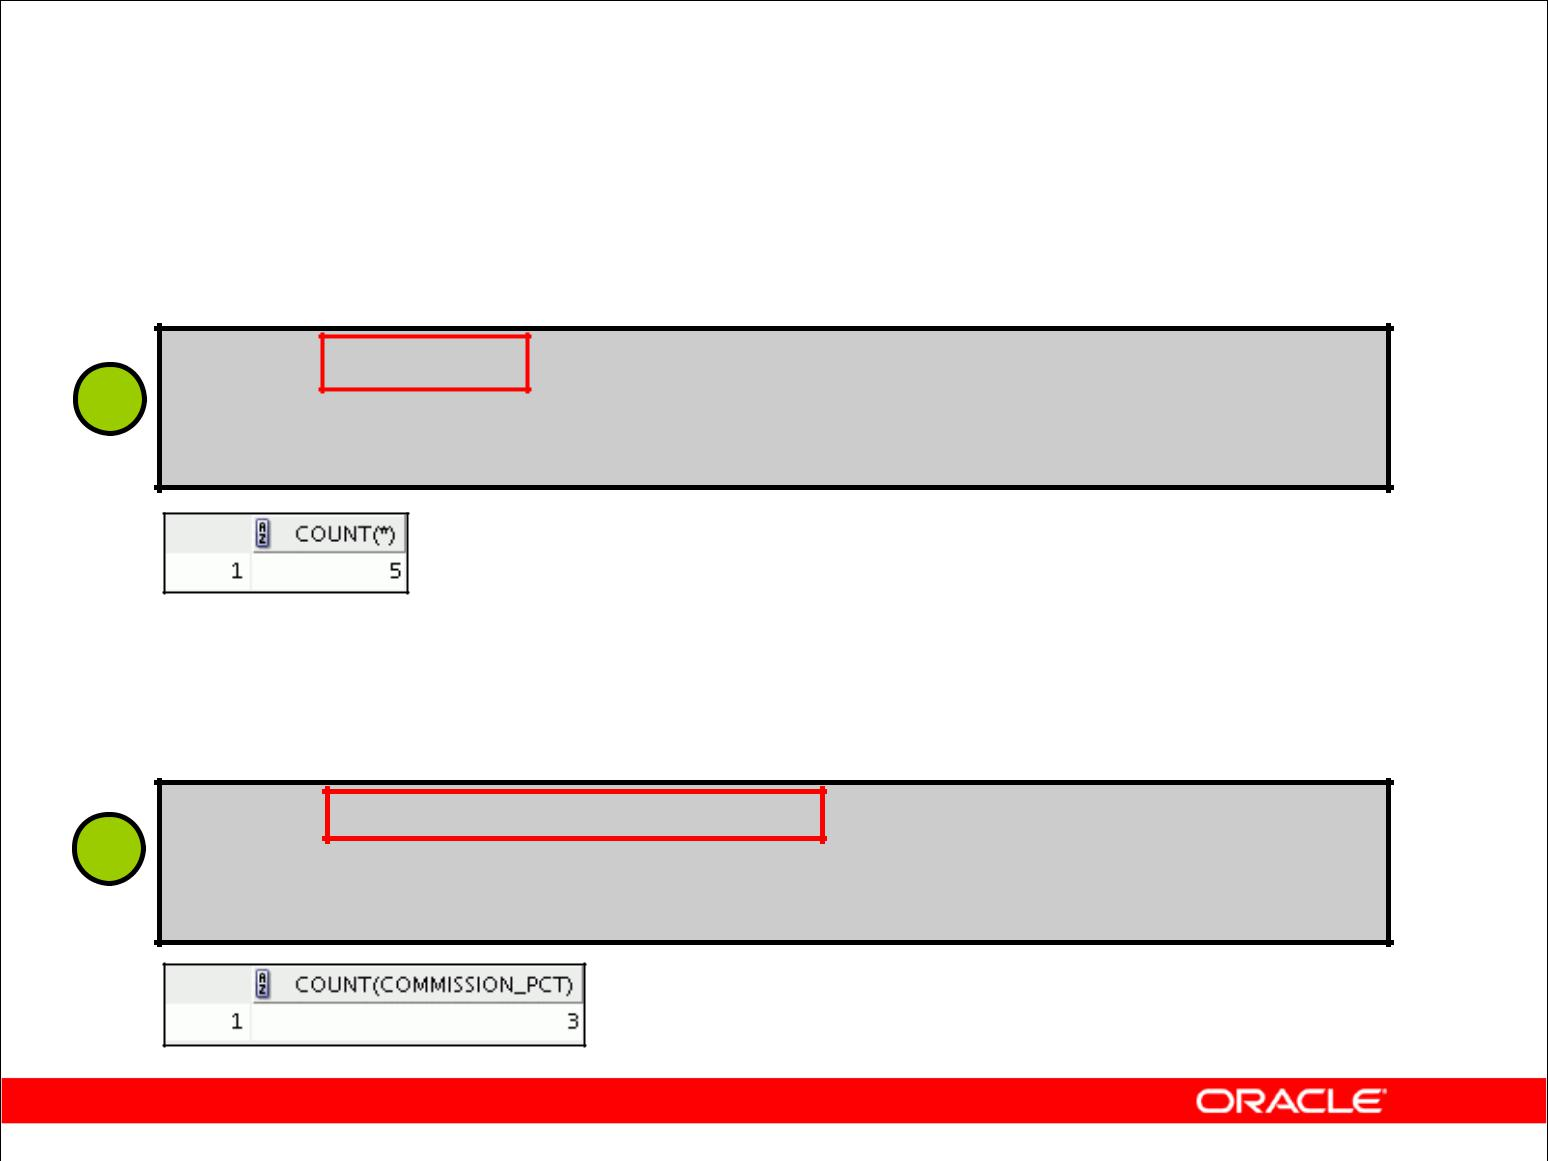 COUNT(*)
1 5
COUNT(COMMISSION_PCT)
1 3
ORACLE